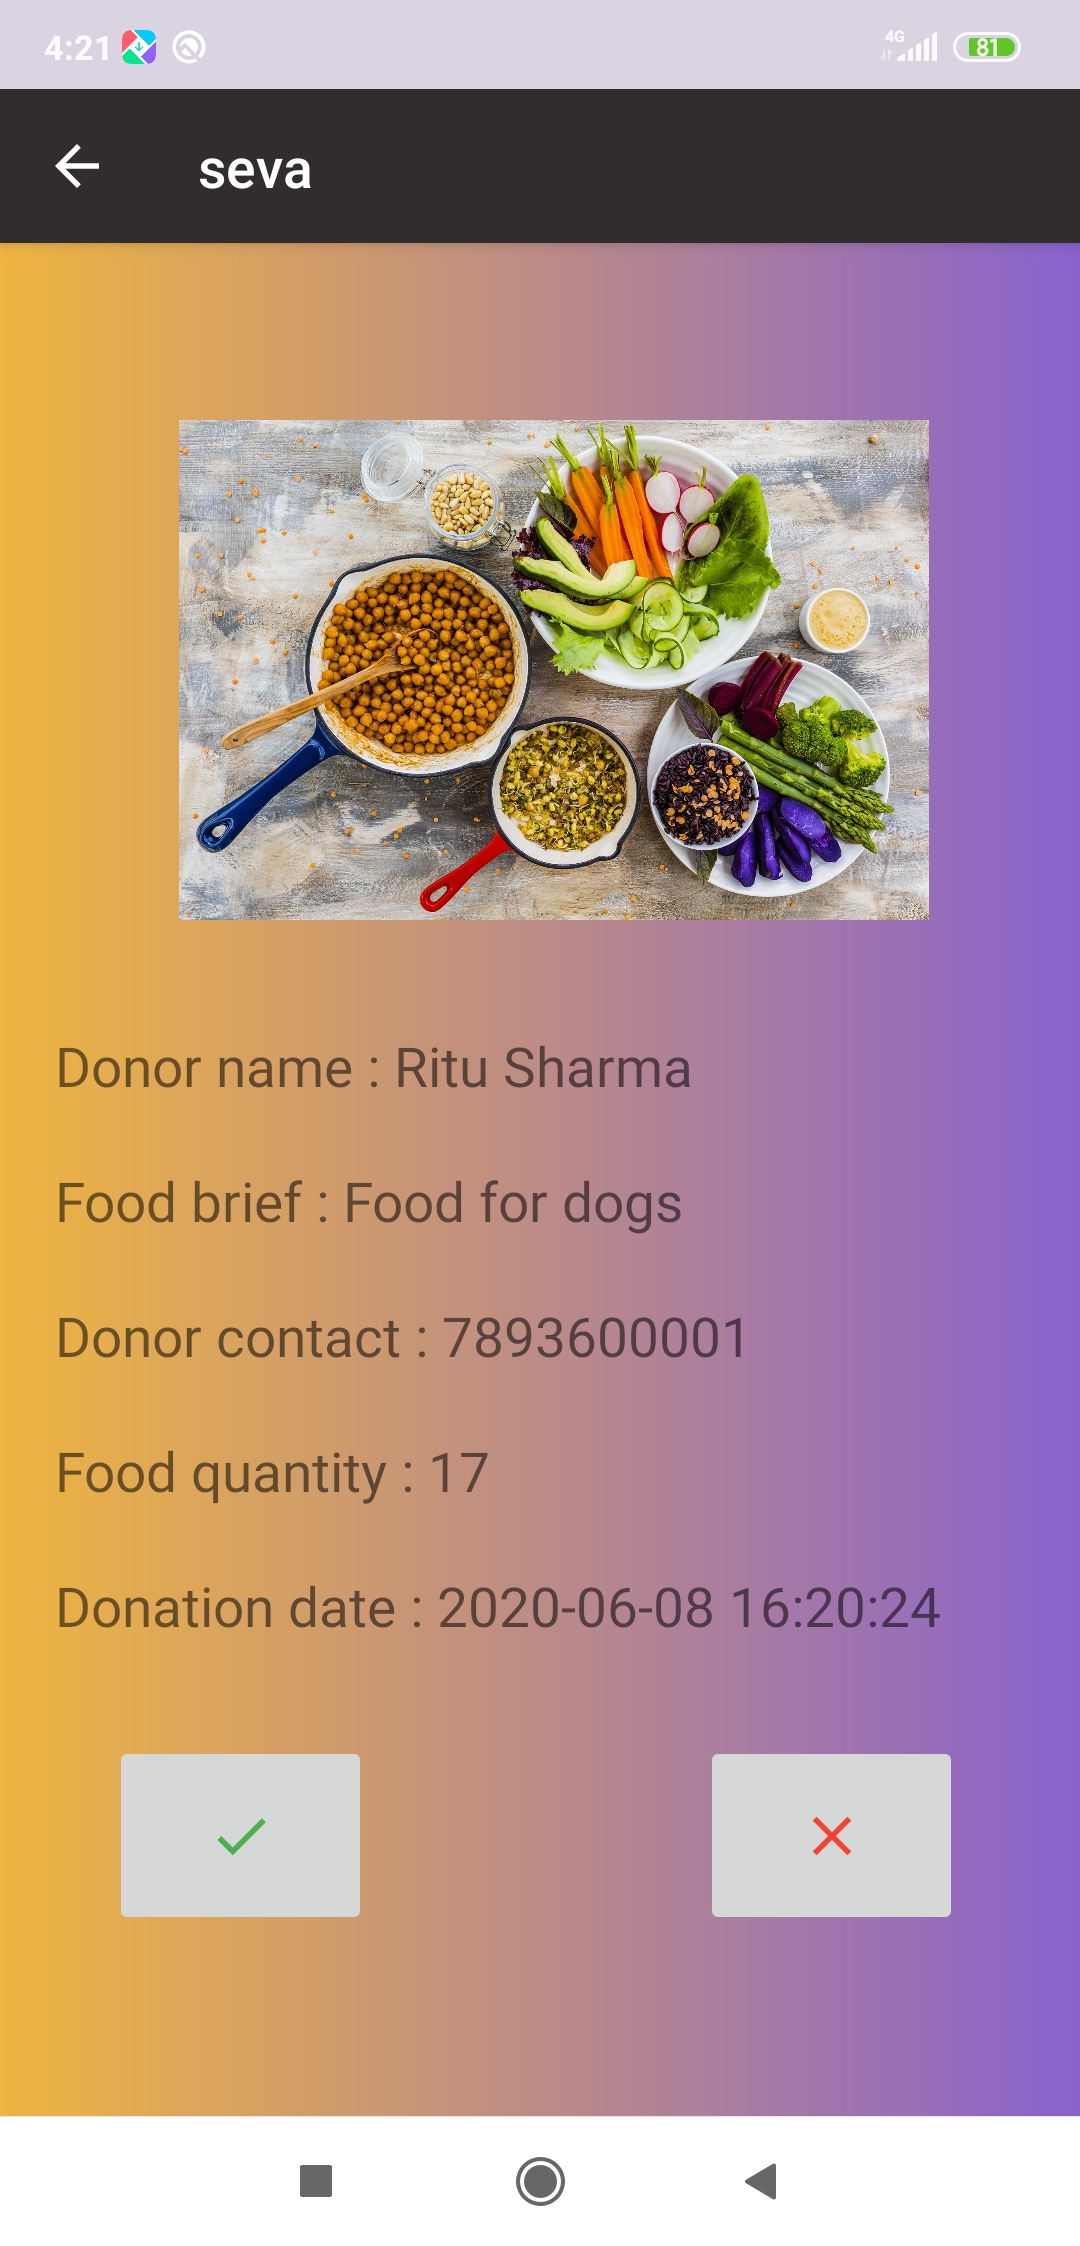 4:21
4G
81
seva
Donor name : Ritu Sharma
Food brief : Food for dogs
Donor contact : 7893600001
Food quantity : 17
Donation date : 2020-06-08 16:20:24